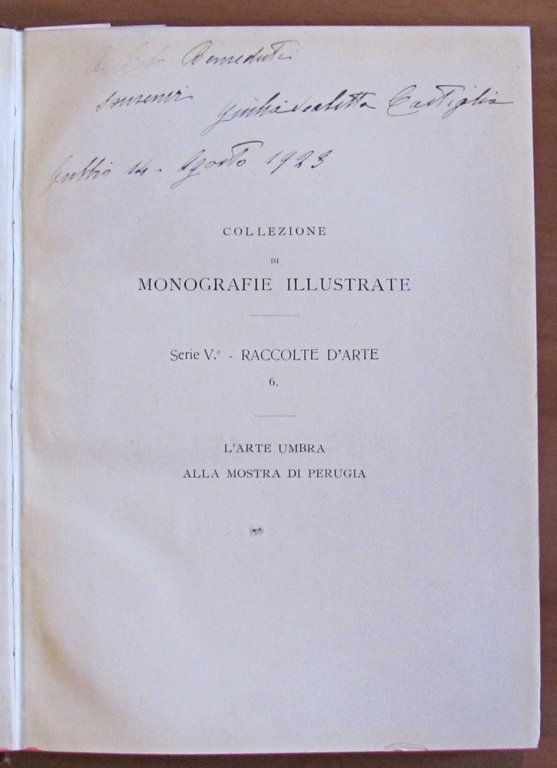 Benedetti
souvenir
Gubbio 14 - Agosto 1923
COLLEZIONE
DI
MONOGRAFIE ILLUSTRATE
Serie V.ª - RACCOLTE D'ARTE
6.
L'ARTE UMBRA
ALLA MOSTRA DI PERUGIA